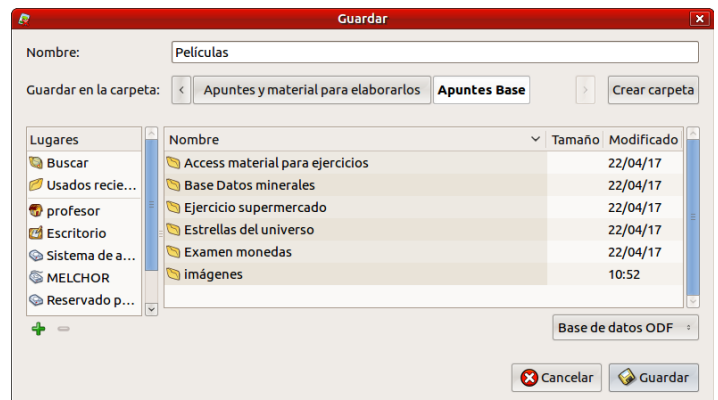 Guardar
Nombre: Películas
Guardar en la carpeta: < Apuntes y material para elaborarlos Apuntes Base > Crear carpeta
Lugares Nombre Tamaño Modificado
Buscar Access material para ejercicios 22/04/17
Usados recie... Base Datos minerales 22/04/17
profesor Ejercicio supermercado 22/04/17
Escritorio Estrellas del universo 22/04/17
Sistema de a... Examen monedas 22/04/17
MELCHOR imágenes 10:52
Reservado p...
Base de datos ODF
Cancelar Guardar